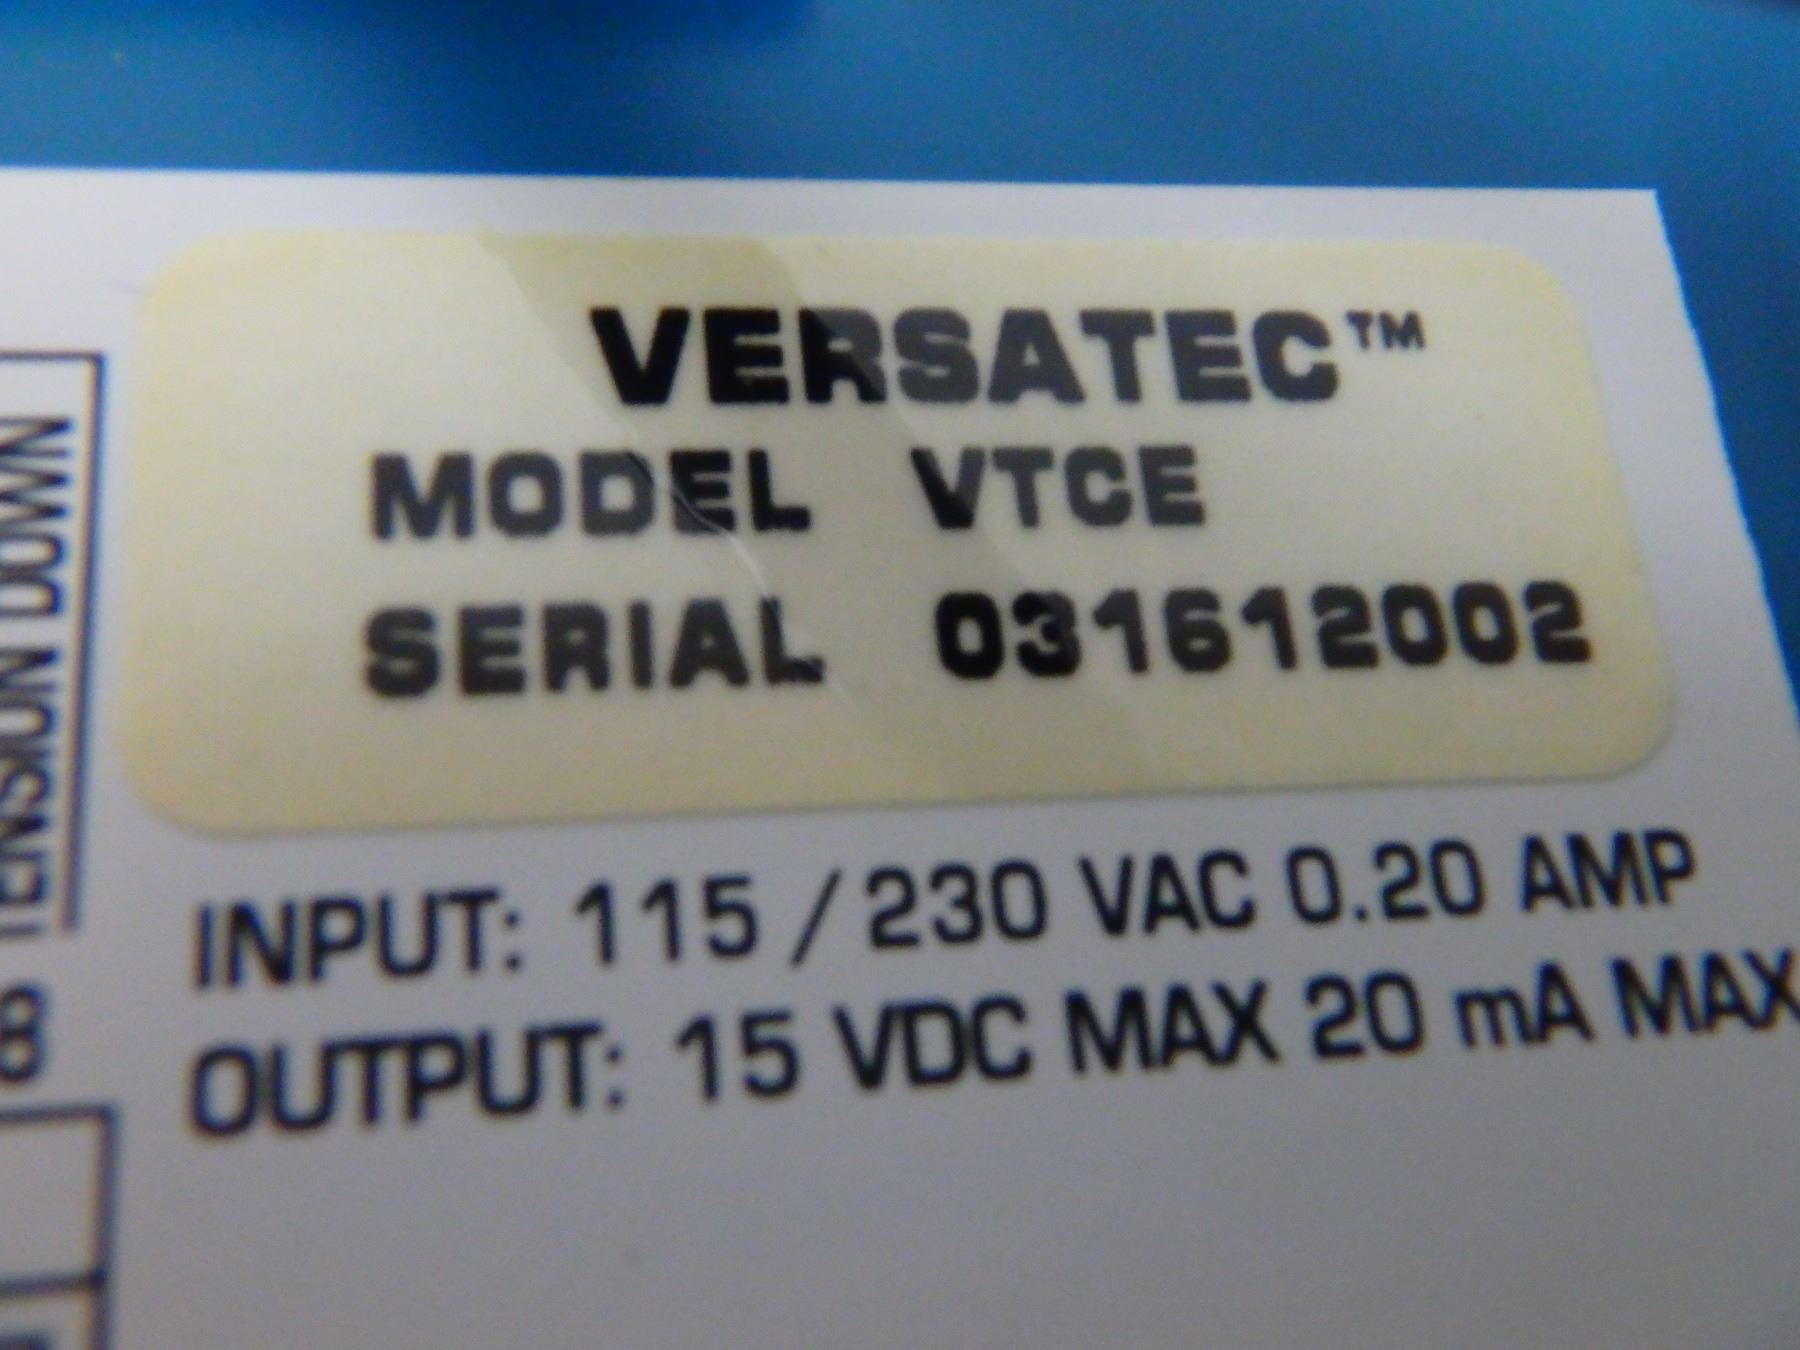 VERSATEC™
MODEL VTCE
SERIAL 031612002
INPUT: 115 / 230 VAC 0.20 AMP
OUTPUT: 15 VDC MAX 20 mA MAX
TENSION DOWN
8